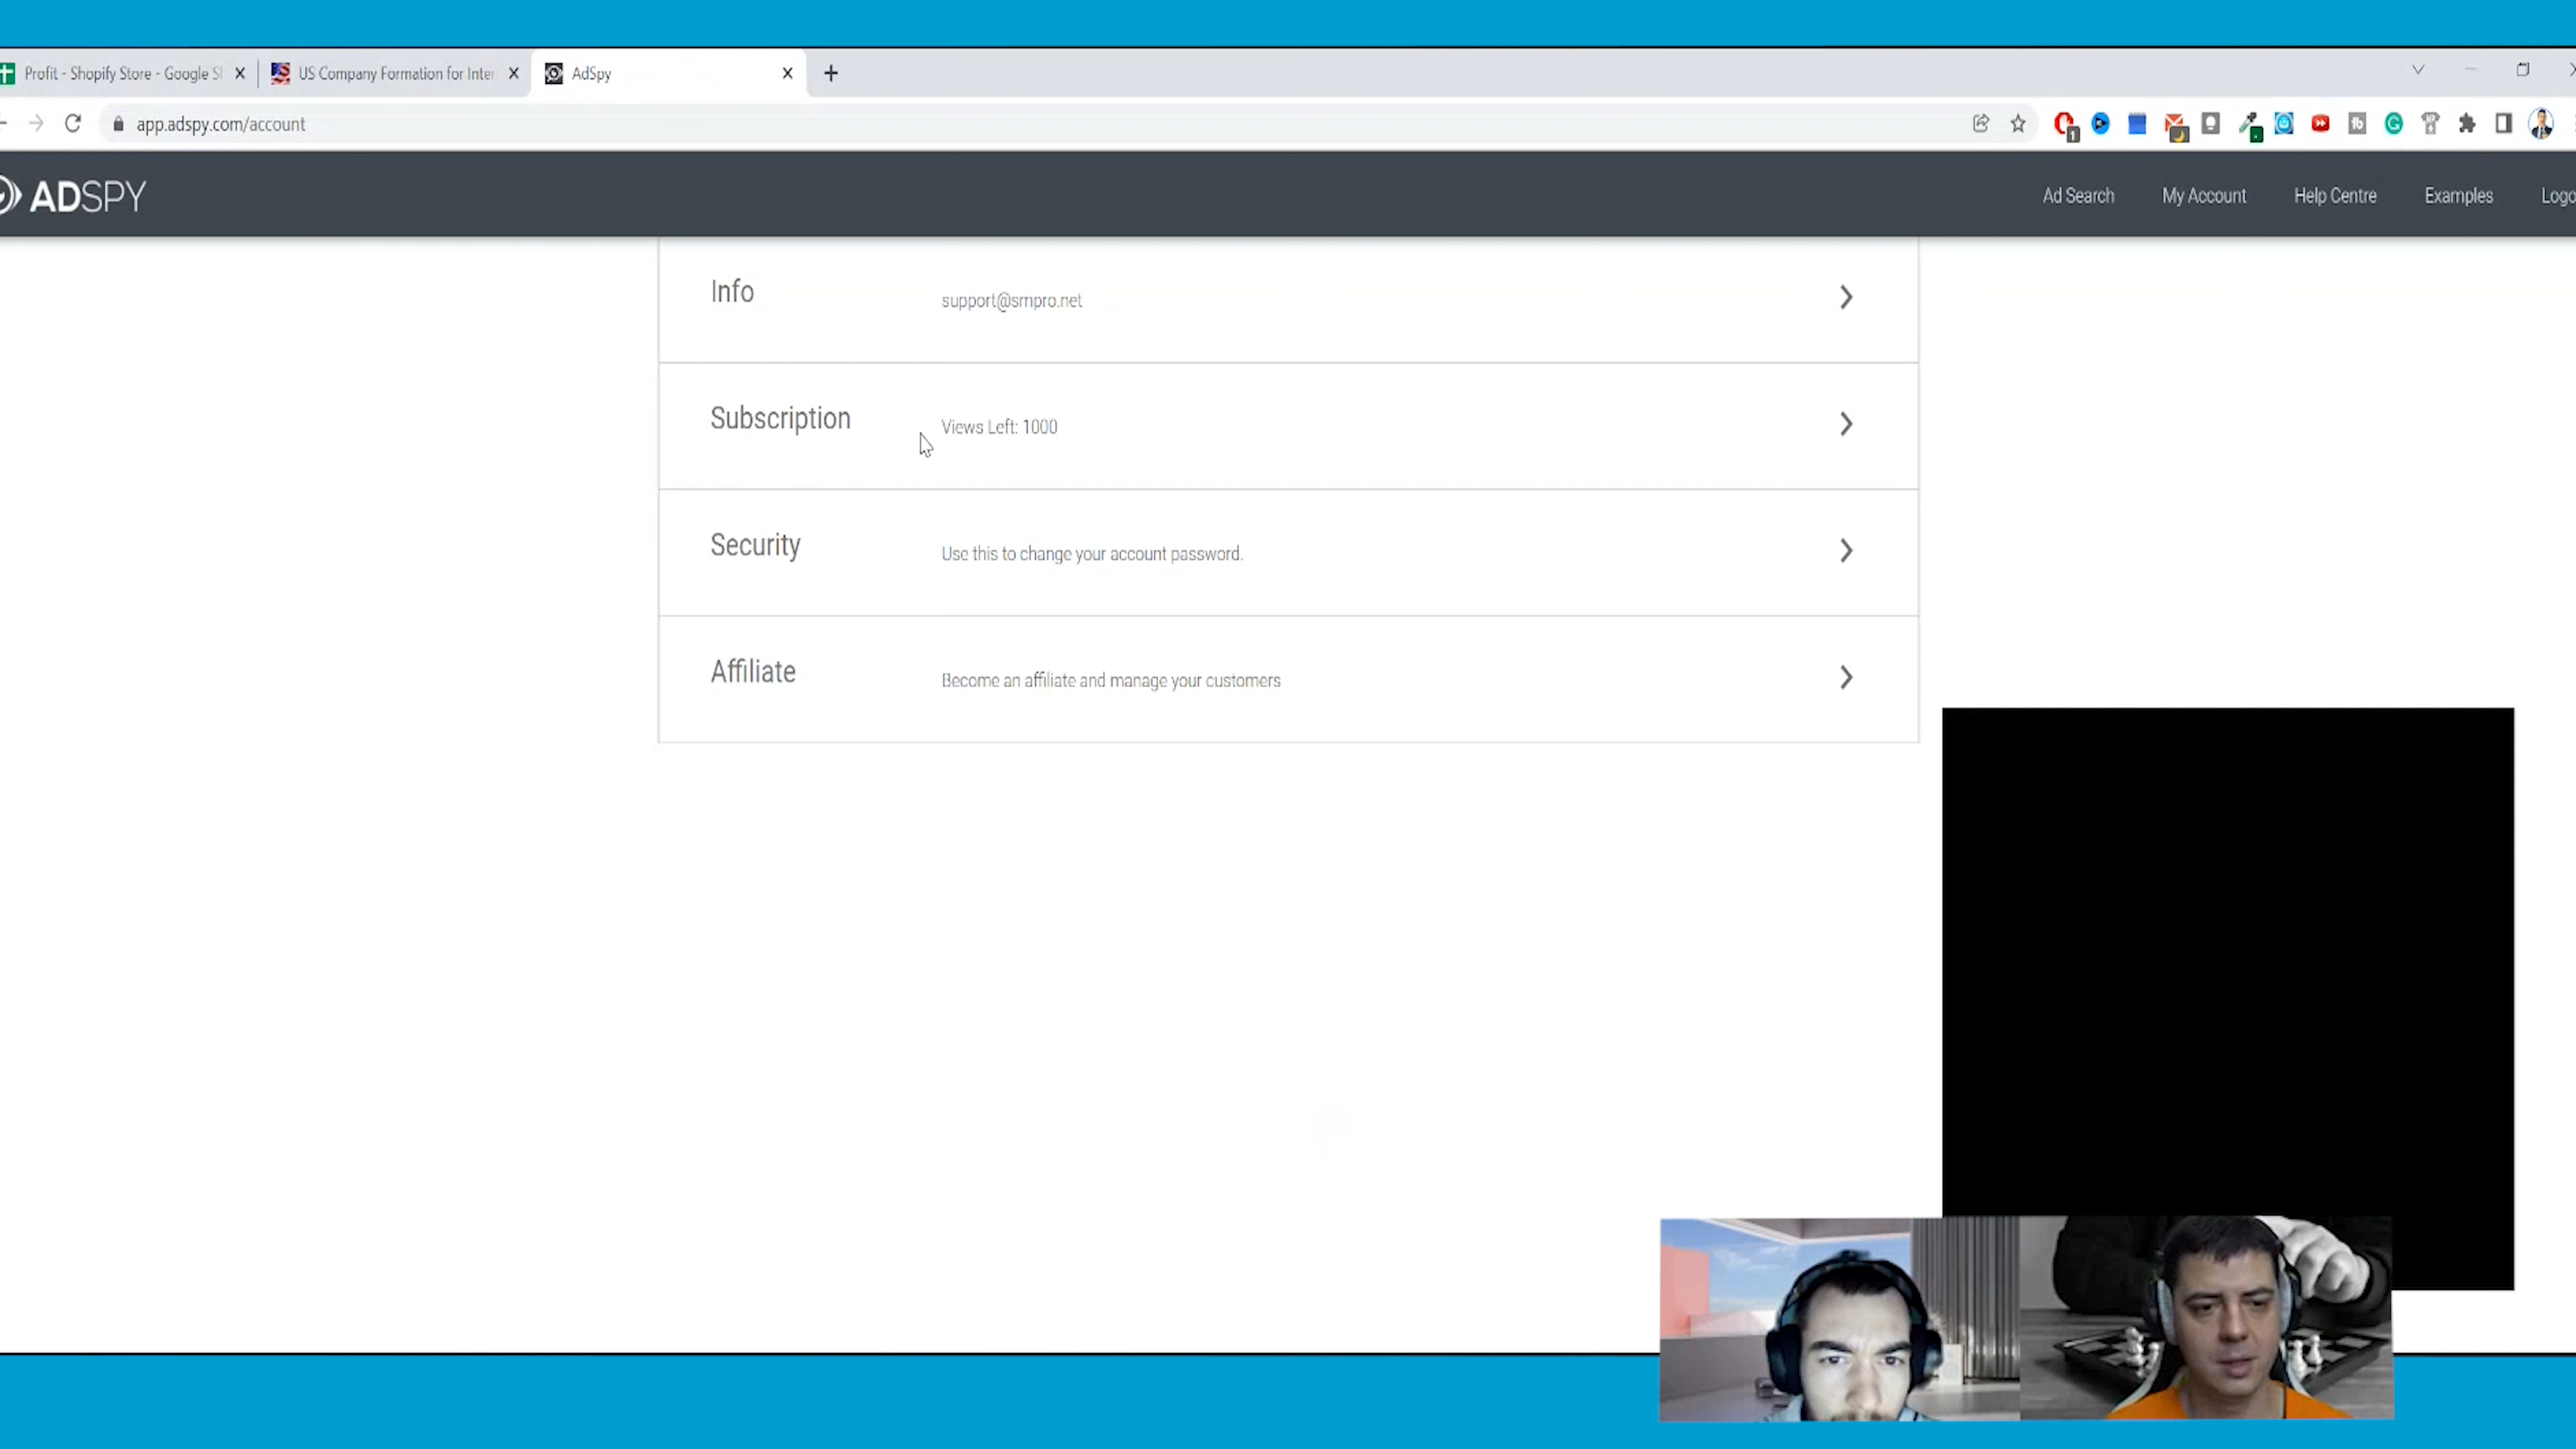 Profit - Shopify Store - Google Sl
US Company Formation for Inter
AdSpy
app.adspy.com/account
ADSPY
Ad Search
My Account
Help Centre
Examples
Logo
Info
support@smpro.net
Subscription
Views Left: 1000
Security
Use this to change your account password.
Affiliate
Become an affiliate and manage your customers